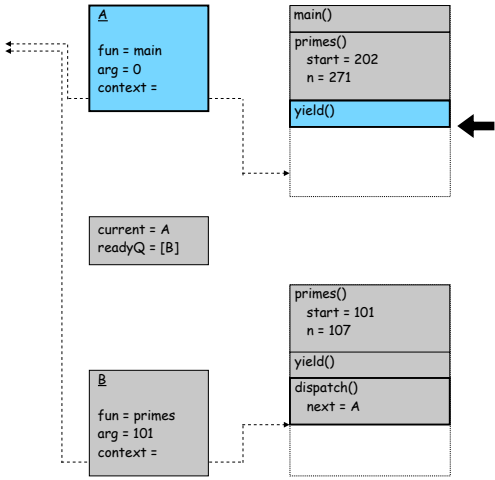 A
fun = main
arg = 0
context =
main()
primes()
start = 202
n = 271
yield()
current = A
readyQ = [B]
primes()
start = 101
n = 107
yield()
dispatch()
next = A
B
fun = primes
arg = 101
context =